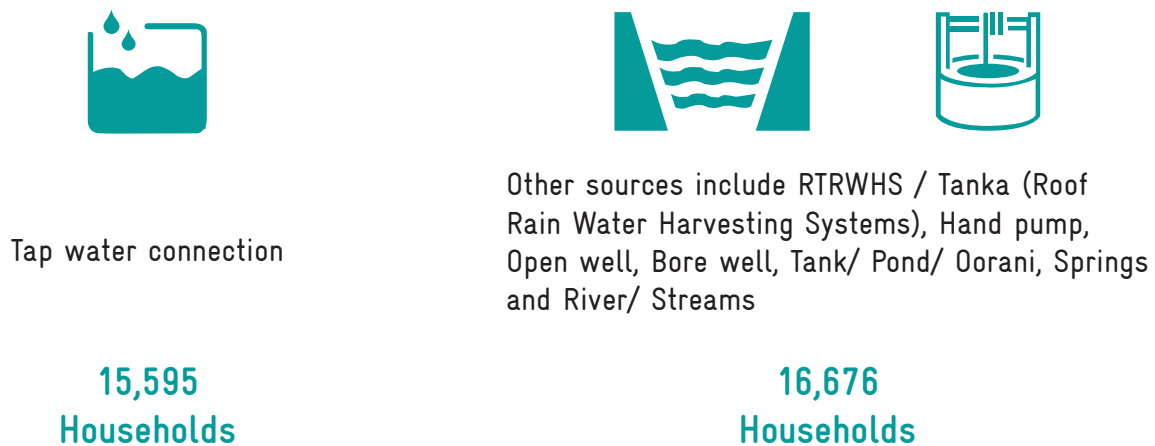 Tap water connection
15,595
Households
Other sources include RTRWHS / Tanka (Roof
Rain Water Harvesting Systems), Hand pump,
Open well, Bore well, Tank/ Pond/ Oorani, Springs
and River/ Streams
16,676
Households